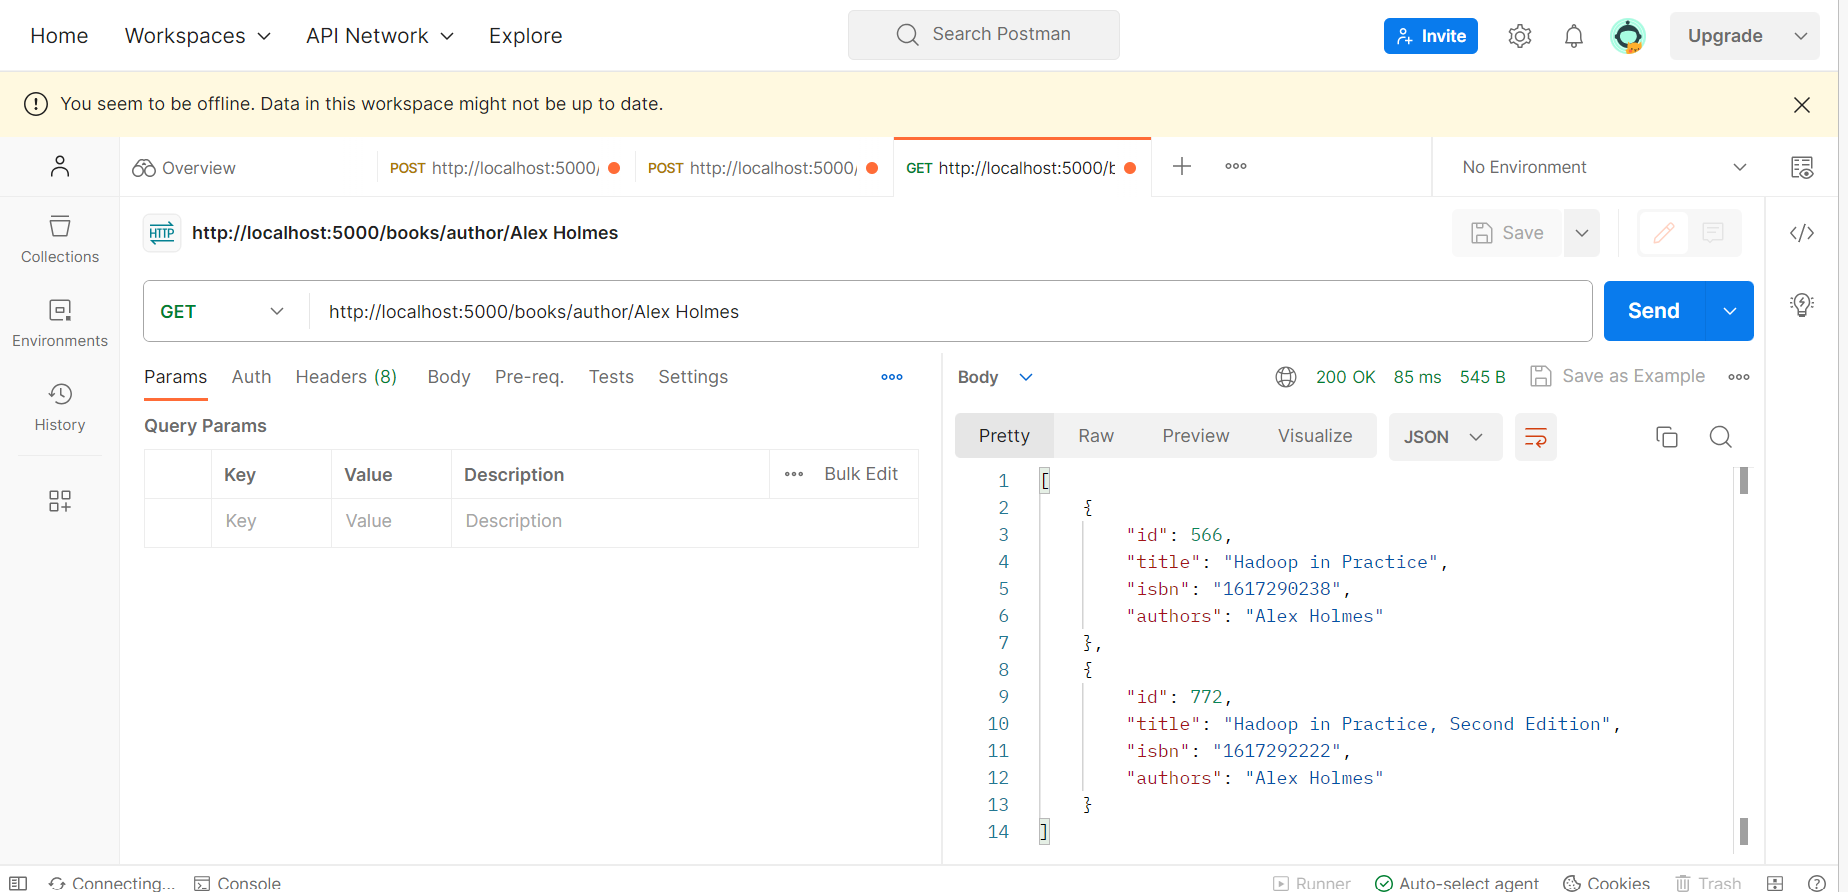 Home Workspaces API Network Explore Search Postman Invite Upgrade
You seem to be offline. Data in this workspace might not be up to date.
Overview POST http://localhost:5000/ POST http://localhost:5000/ GET http://localhost:5000/b No Environment
HTTP http://localhost:5000/books/author/Alex Holmes Save
Collections
Environments
History
GET http://localhost:5000/books/author/Alex Holmes Send
Params Auth Headers (8) Body Pre-req. Tests Settings
Query Params
Key Value Description Bulk Edit
Key Value Description
Body 200 OK 85 ms 545 B Save as Example
Pretty Raw Preview Visualize JSON
1 [
2 {
3 "id": 566,
4 "title": "Hadoop in Practice",
5 "isbn": "1617290238",
6 "authors": "Alex Holmes"
7 },
8 {
9 "id": 772,
10 "title": "Hadoop in Practice, Second Edition",
11 "isbn": "1617292222",
12 "authors": "Alex Holmes"
13 }
14 ]
Connecting... Console Runner Auto-select agent Cookies Trash